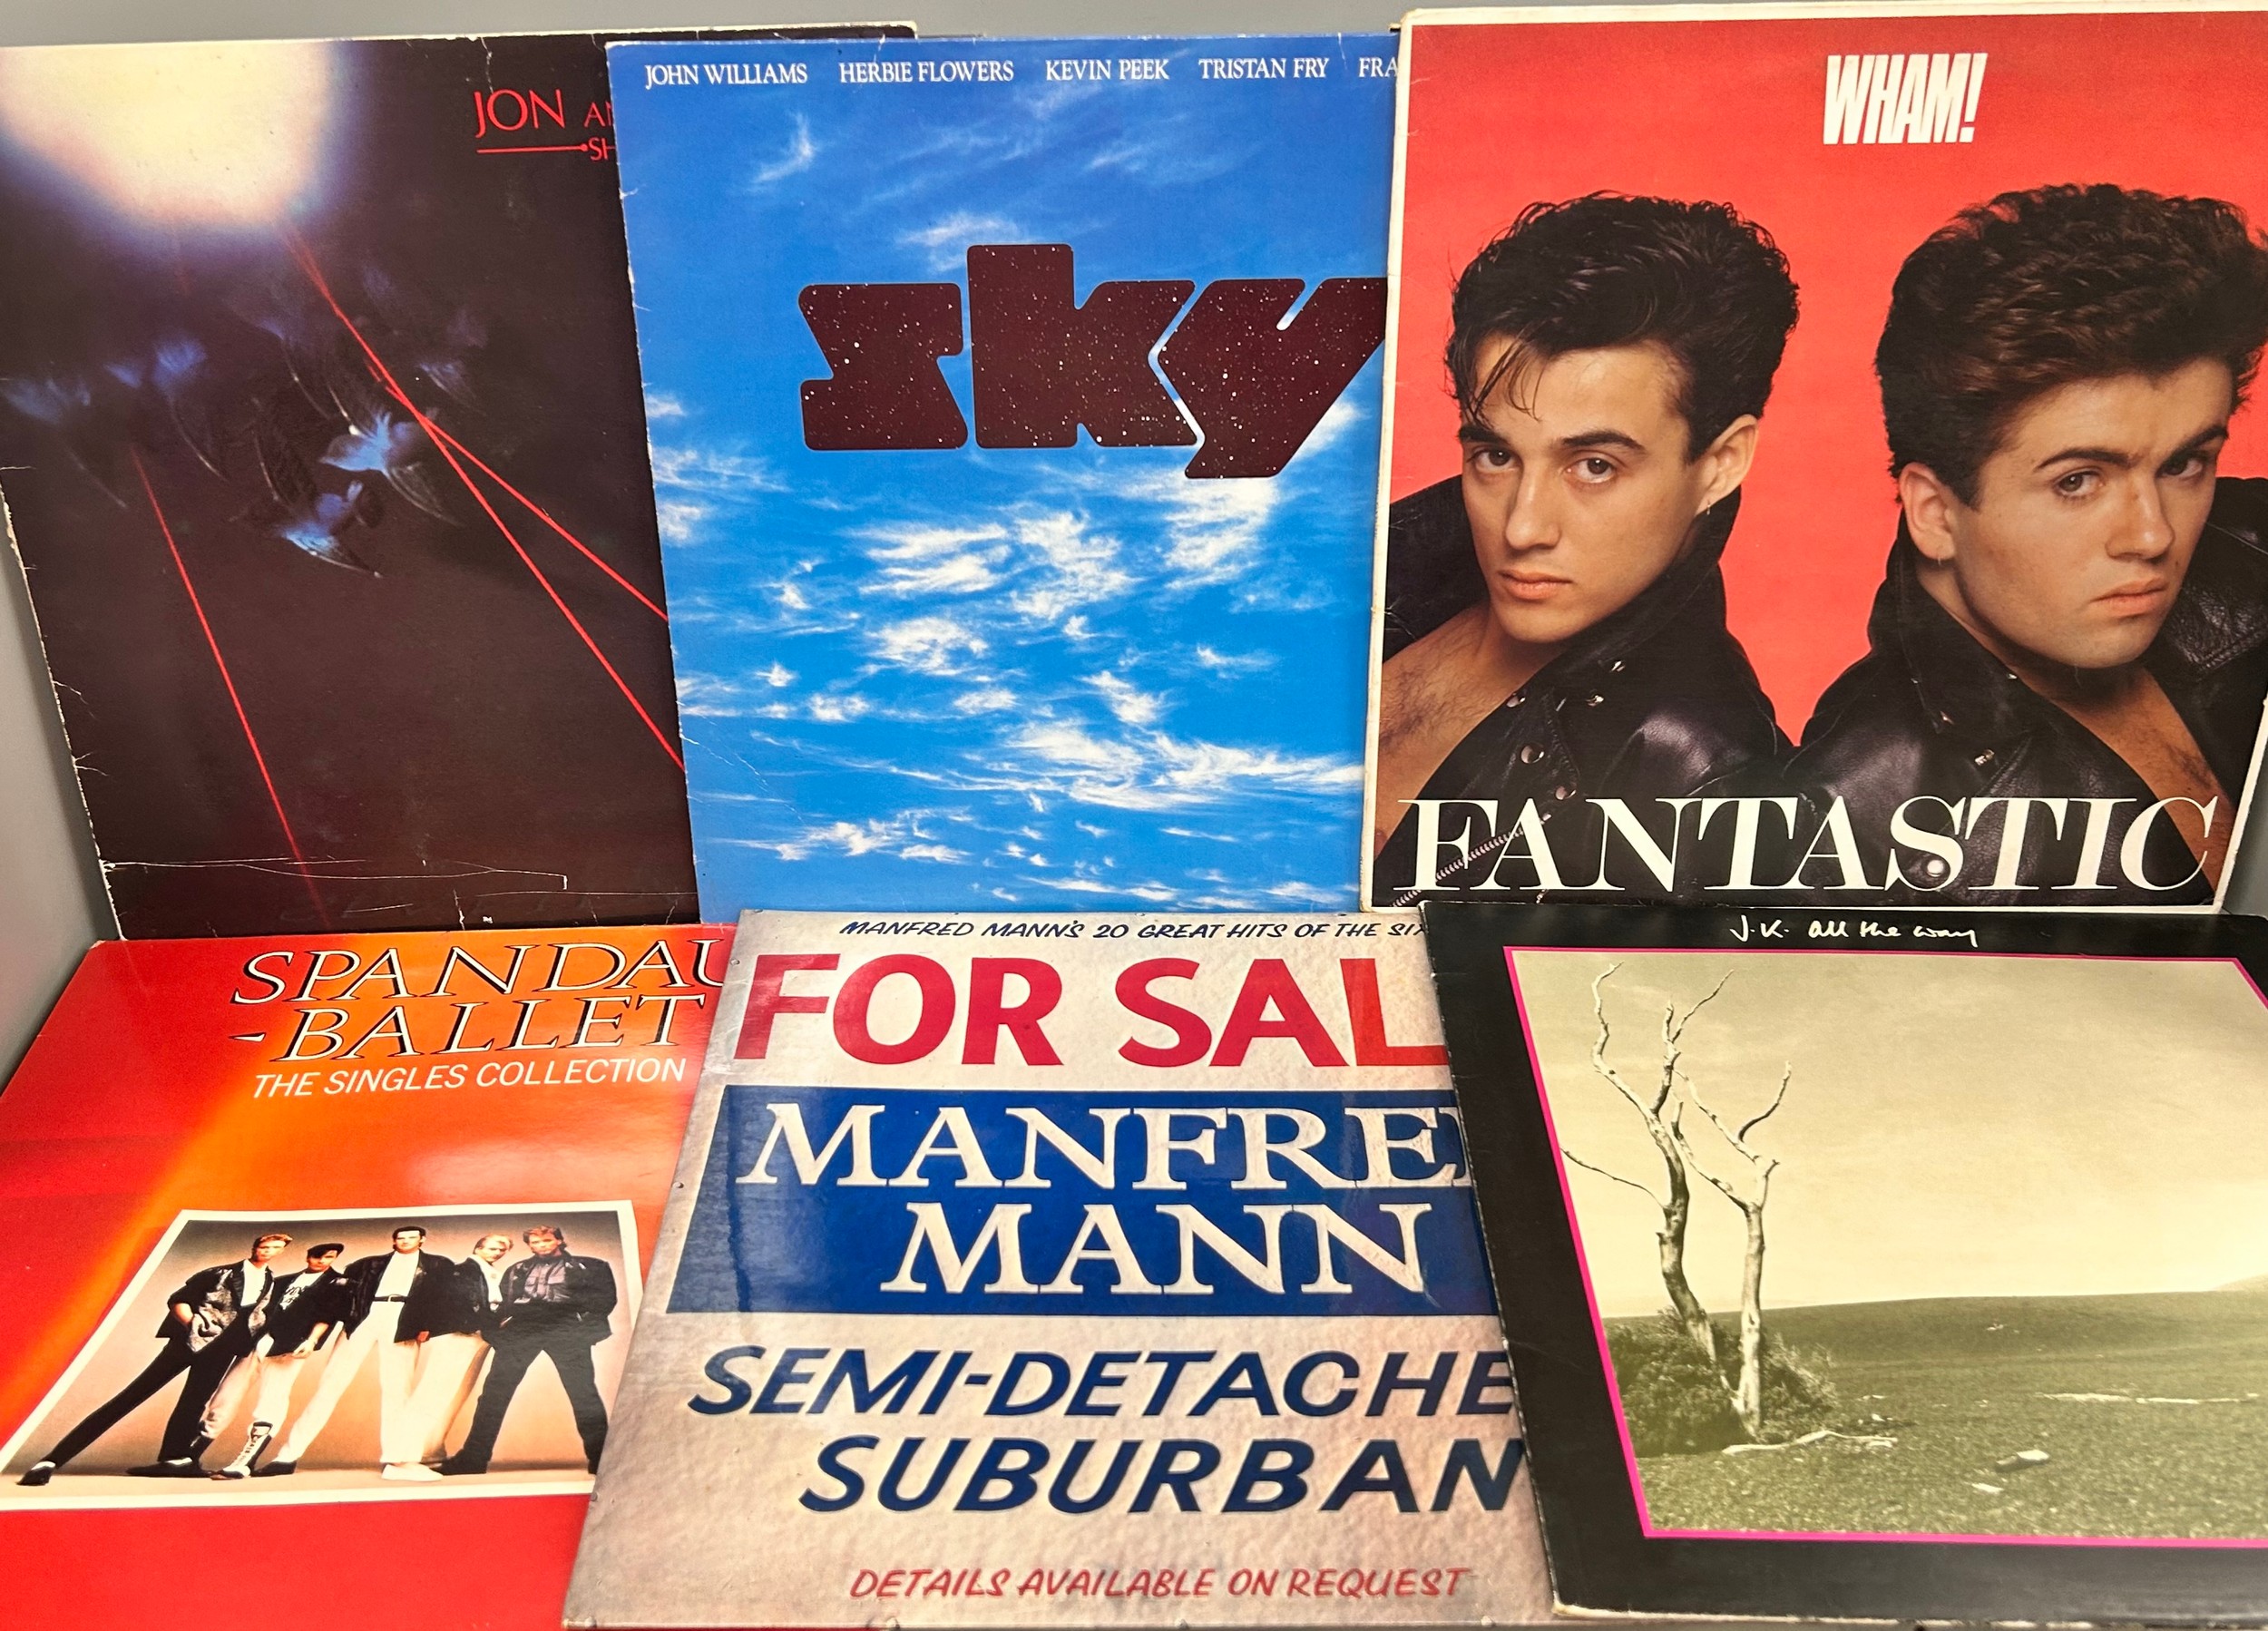 JON AN
SH
JOHN WILLIAMS HERBIE FLOWERS KEVIN PEEK TRISTAN FRY FRA
sky
WHAM!
FANTASTIC
SPANDAU
BALLET
THE SINGLES COLLECTION
MANFRED MANN'S 20 GREAT HITS OF THE SIX
FOR SAL
MANFRE
MANN
SEMI-DETACHE
SUBURBAN
DETAILS AVAILABLE ON REQUEST
J.K. all the way